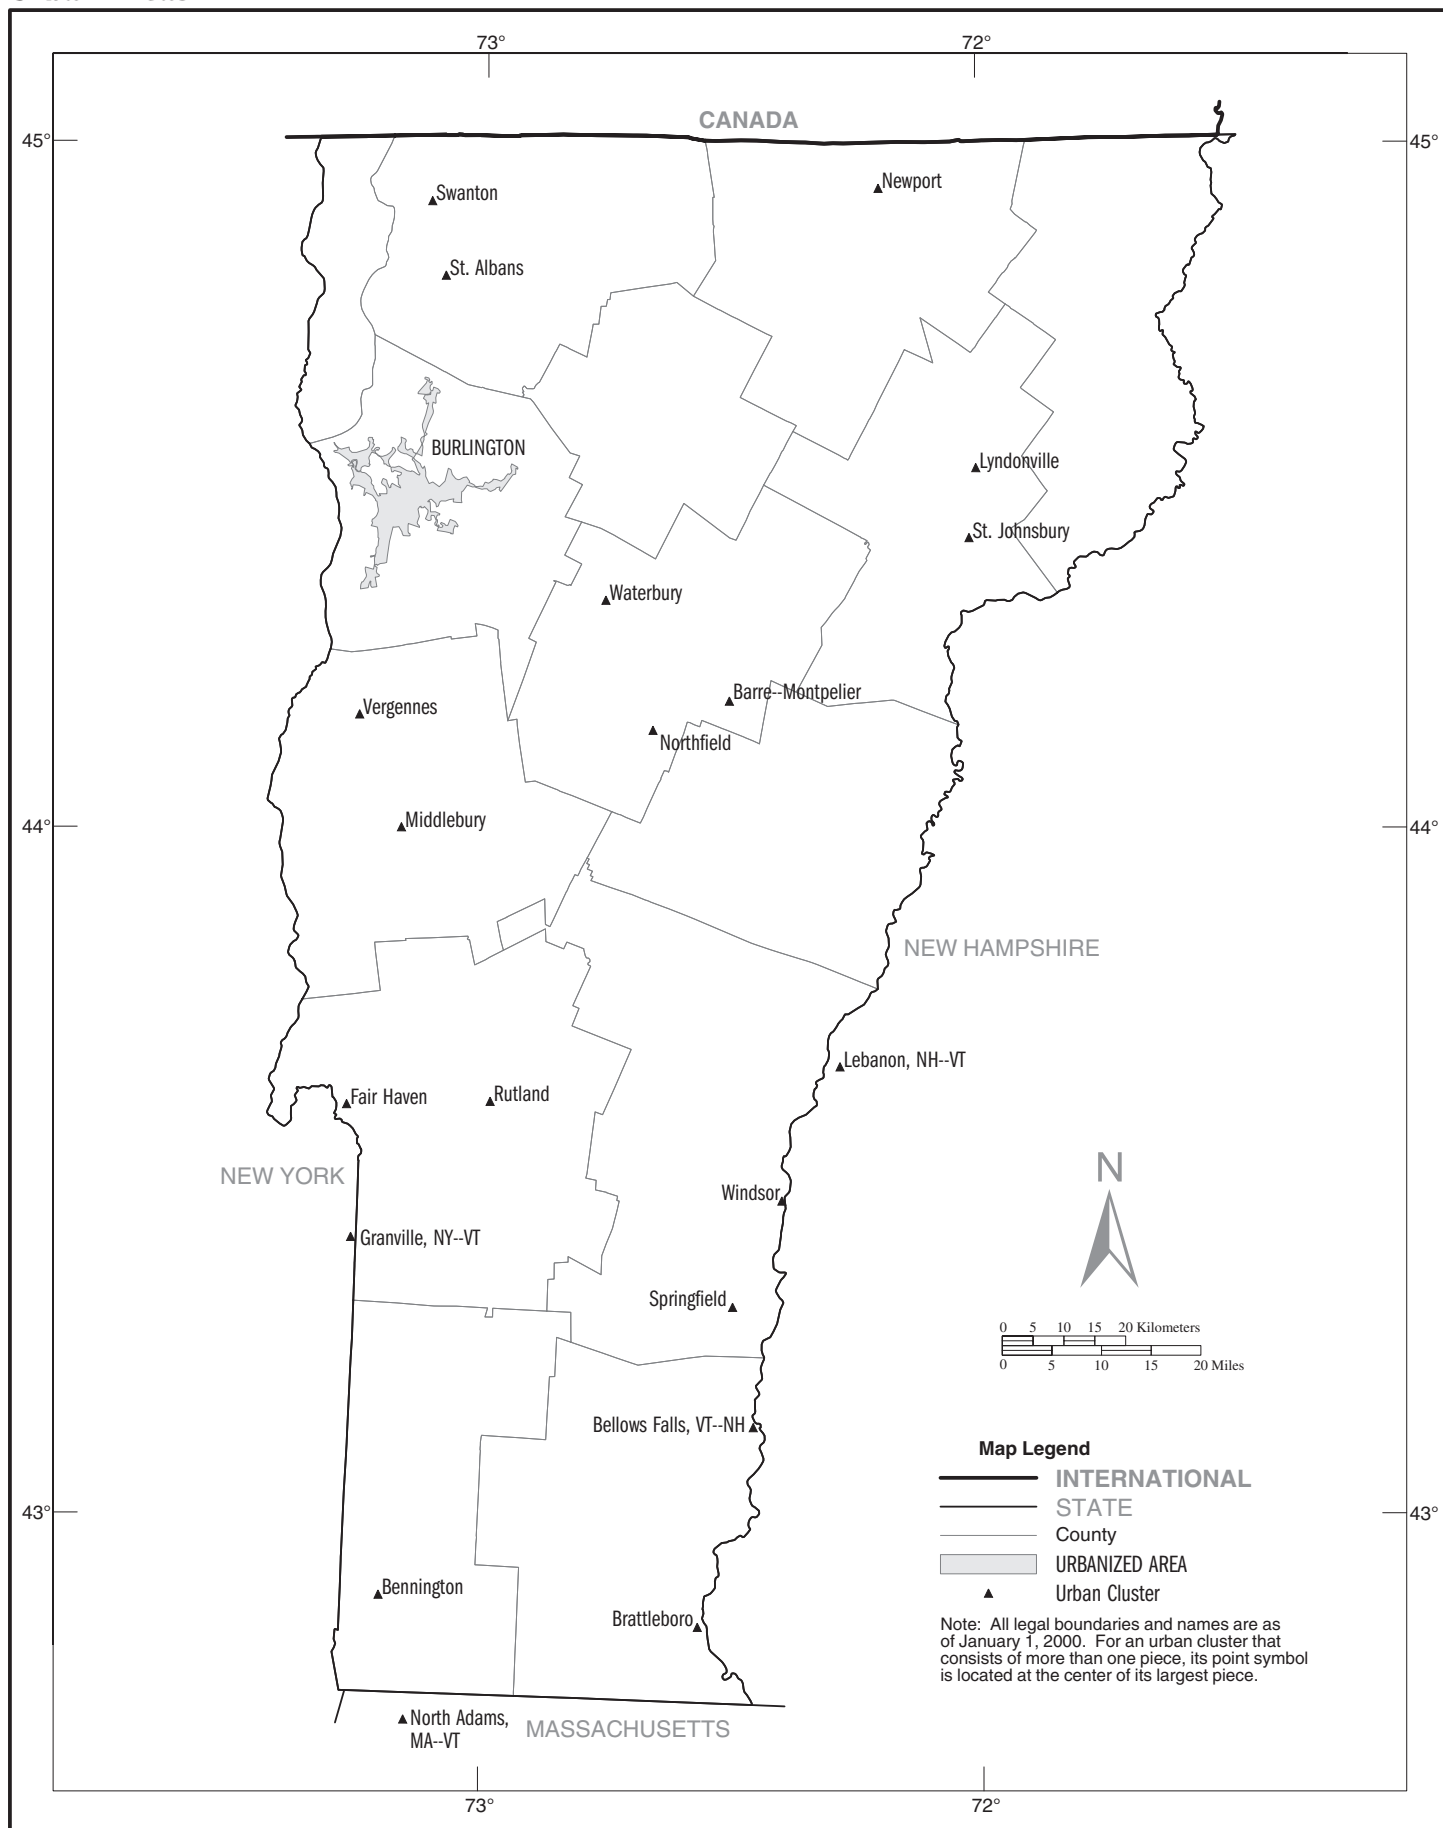 73°
72°
CANADA
45°
45°
Newport
Swanton
St. Albans
BURLINGTON
Lyndonville
St. Johnsbury
Waterbury
Barre--Montpelier
Vergennes
Northfield
Middlebury
44°
44°
NEW HAMPSHIRE
Lebanon, NH--VT
Fair Haven
Rutland
NEW YORK
N
Windsor
Granville, NY--VT
Springfield
0 5 10 15 20 Kilometers
0 5 10 15 20 Miles
Bellows Falls, VT--NH
Map Legend
INTERNATIONAL
STATE
County
URBANIZED AREA
Urban Cluster
43°
43°
Bennington
Brattleboro
Note: All legal boundaries and names are as
of January 1, 2000. For an urban cluster that
consists of more than one piece, its point symbol
is located at the center of its largest piece.
North Adams,
MA--VT
MASSACHUSETTS
73°
72°